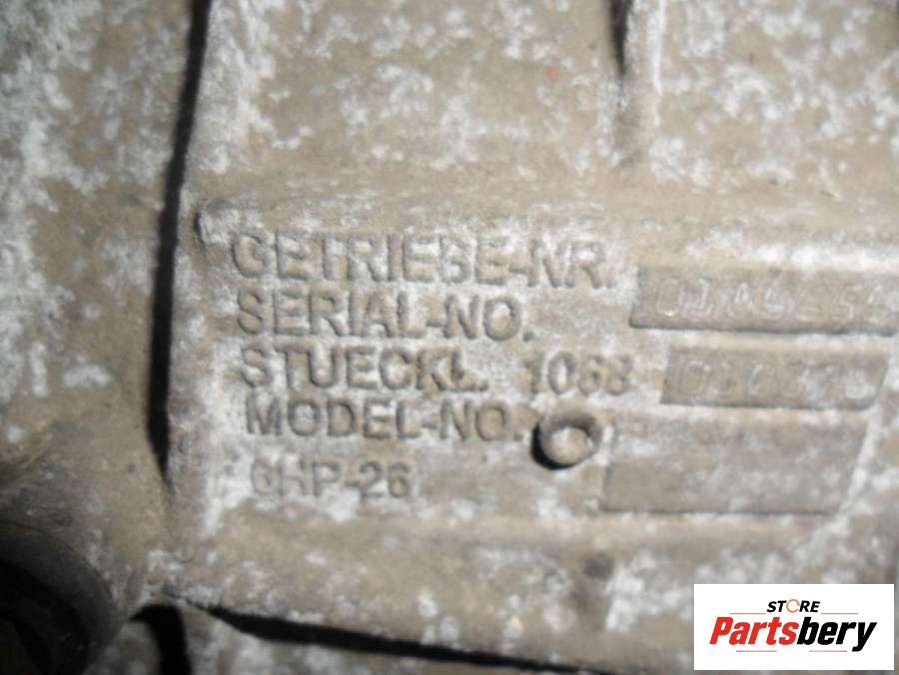 GETRIEBE-NR.
SERIAL-NO.
STUECKL. 1068
MODEL-NO.
6HP-26
STORE
Partsbery